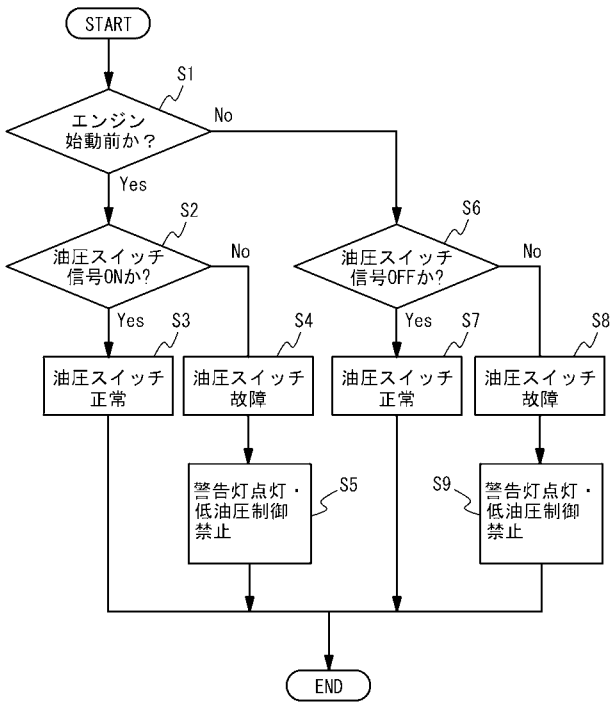 START
S1
エンジン
始動前か？
No
Yes
S2
油圧スイッチ
信号ONか?
No
Yes
S6
油圧スイッチ
信号OFFか?
No
Yes
S3
油圧スイッチ
正常
S4
油圧スイッチ
故障
S7
油圧スイッチ
正常
S8
油圧スイッチ
故障
S5
警告灯点灯・
低油圧制御
禁止
S9
警告灯点灯・
低油圧制御
禁止
END